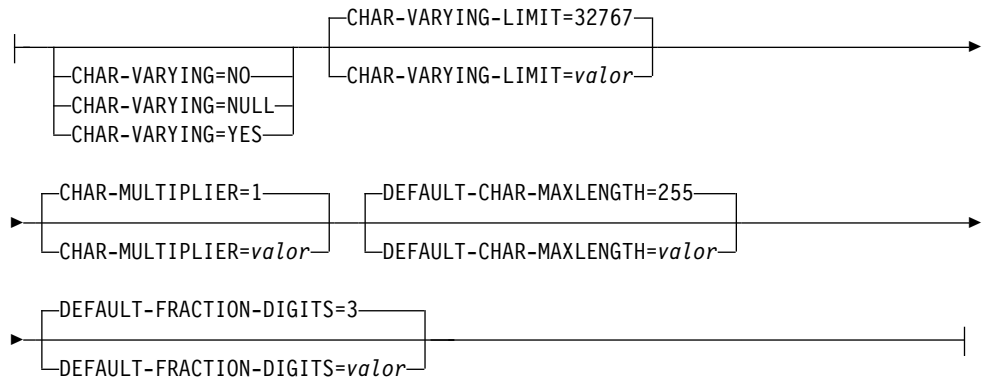 CHAR-VARYING-LIMIT=32767
CHAR-VARYING=NO
CHAR-VARYING-LIMIT=valor
CHAR-VARYING=NULL
CHAR-VARYING=YES
CHAR-MULTIPLIER=1
DEFAULT-CHAR-MAXLENGTH=255
CHAR-MULTIPLIER=valor
DEFAULT-CHAR-MAXLENGTH=valor
DEFAULT-FRACTION-DIGITS=3
DEFAULT-FRACTION-DIGITS=valor